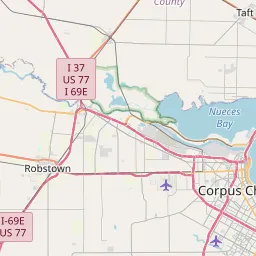 County
Taft
I 37
US 77
I 69E
Nueces
Bay
Robstown
Corpus Ch
I-69E
US 77